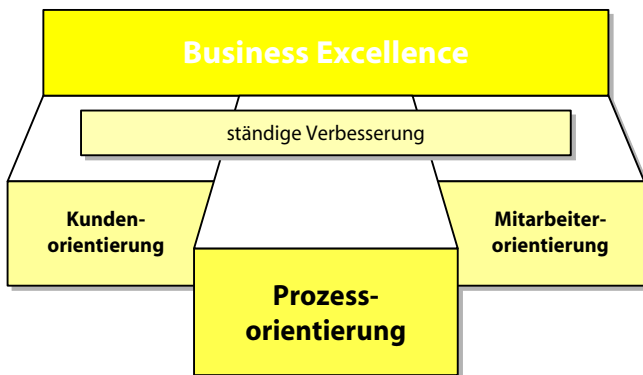 Business Excellence
ständige Verbesserung
Kunden-
orientierung
Mitarbeiter-
orientierung
Prozess-
orientierung